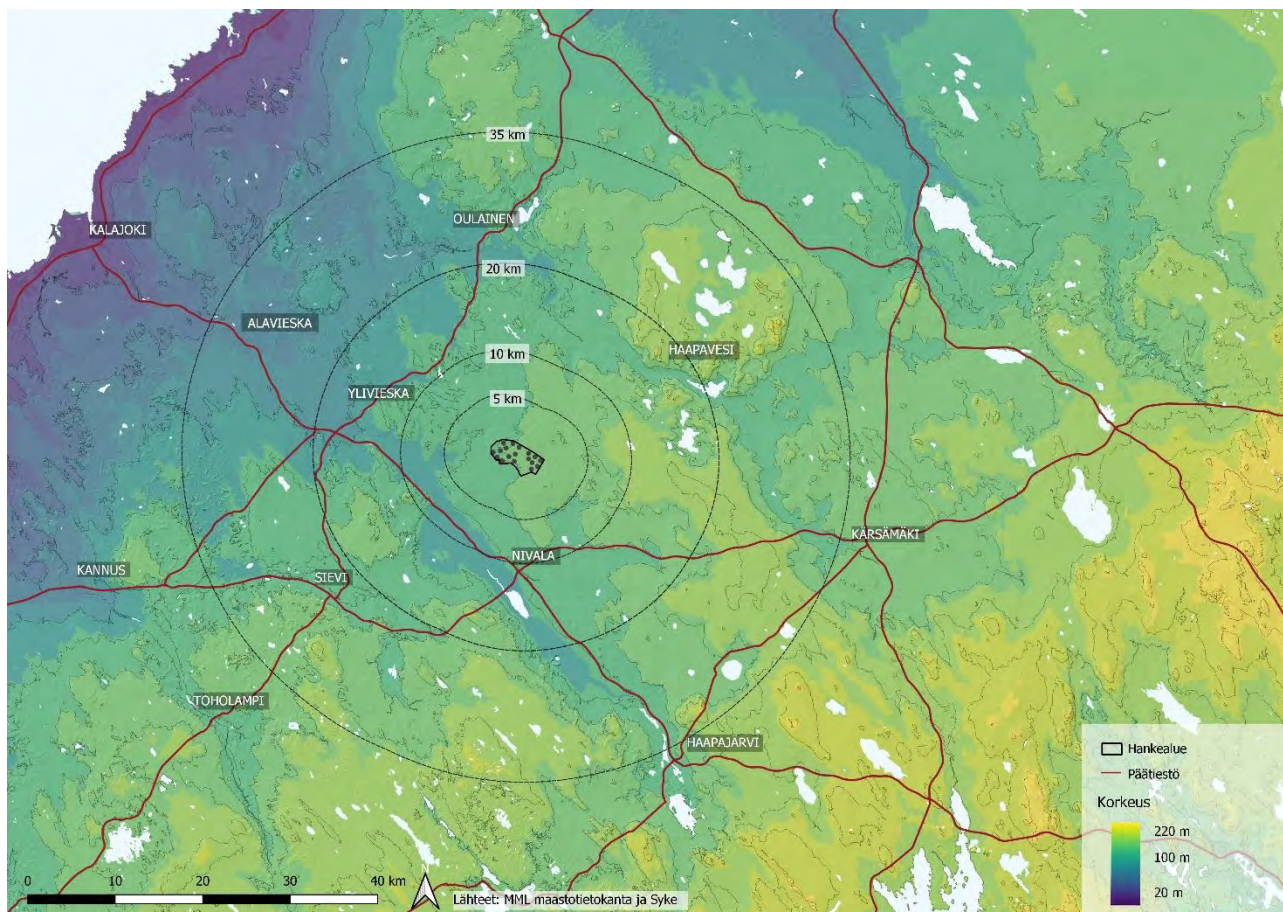 35 km
OULAINEN
KALAJOKI
20 km
ALAVIESKA
10 km
HAAPAVESI
YLIVIESKA
5 km
KÄRSÄMÄKI
NIVALA
KANNUS
SIEVI
TOHOLAMPI
HAAPAJÄRVI
Hankealue
Päätiestö
Korkeus
220 m
100 m
20 m
0 10 20 30 40 km
Lähteet: MML maastotietokanta ja Syke